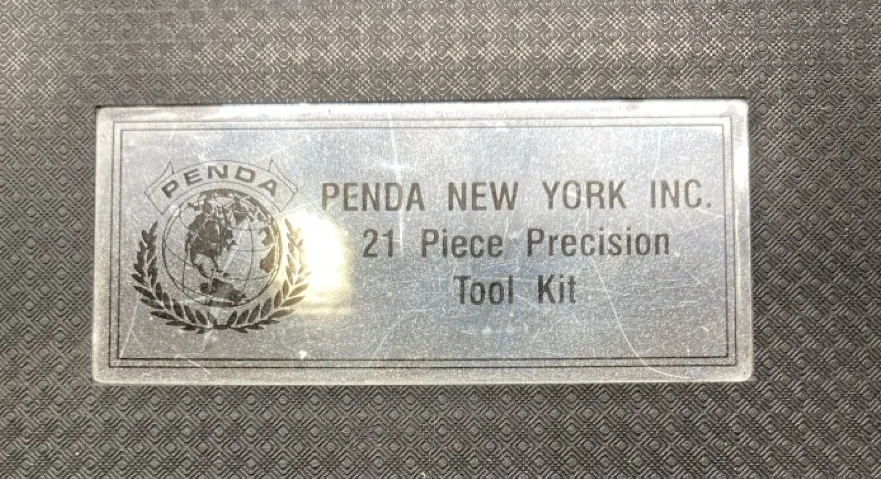 PENDA
PENDA NEW YORK INC.
21 Piece Precision
Tool Kit